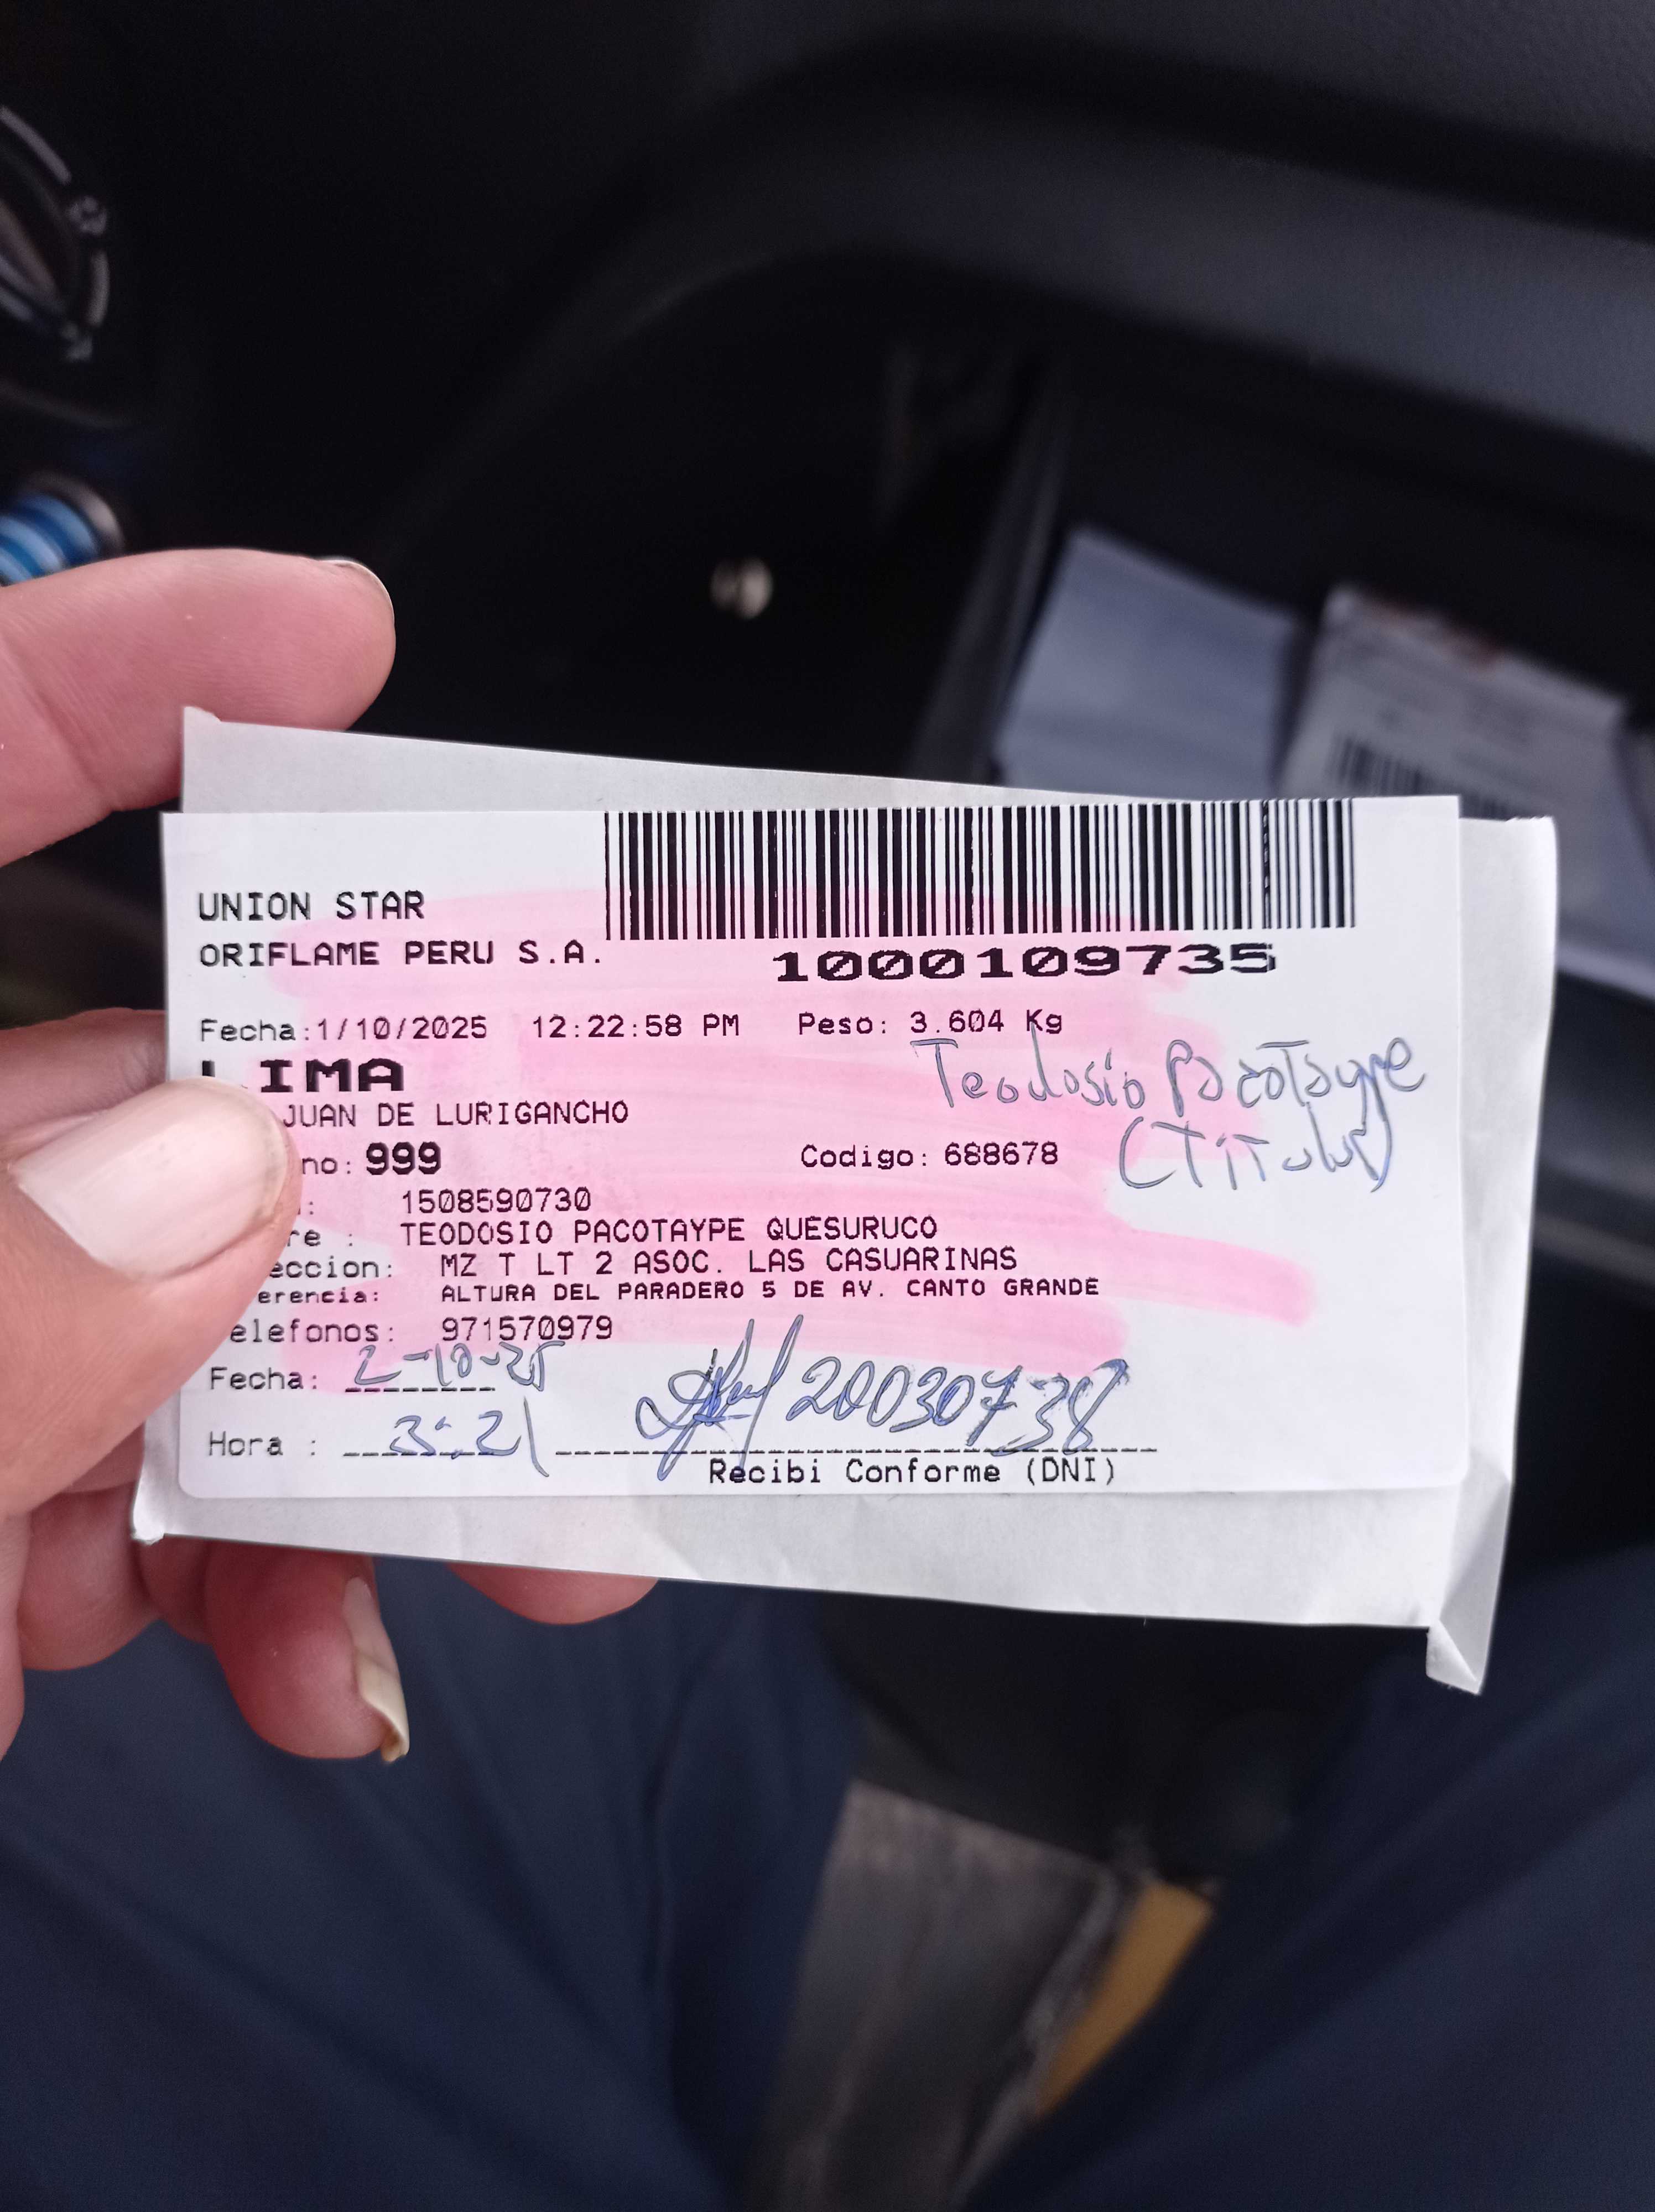 UNION STAR
ORIFLAME PERU S.A.
1000109735
Fecha:1/10/2025 12:22:58 PM Peso: 3.604 Kg
LIMA
Teodosio Pacotaype
(Titular)
JUAN DE LURIGANCHO
no: 999 Codigo: 688678
: 1508590730
re : TEODOSIO PACOTAYPE QUESURUCO
eccion: MZ T LT 2 ASOC. LAS CASUARINAS
erencia: ALTURA DEL PARADERO 5 DE AV. CANTO GRANDE
elefonos: 971570979
Fecha: 2-10-25
20030738
Hora : 3:21
Recibi Conforme (DNI)